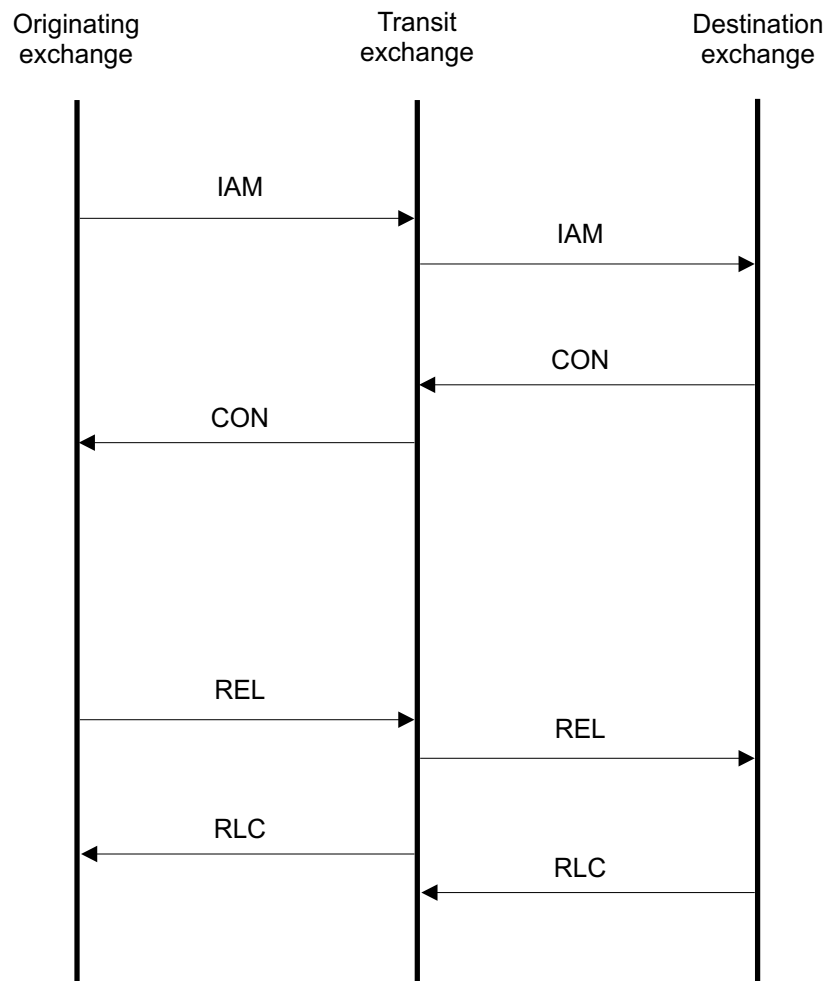 Originating
exchange
Transit
exchange
Destination
exchange
IAM
IAM
CON
CON
REL
REL
RLC
RLC